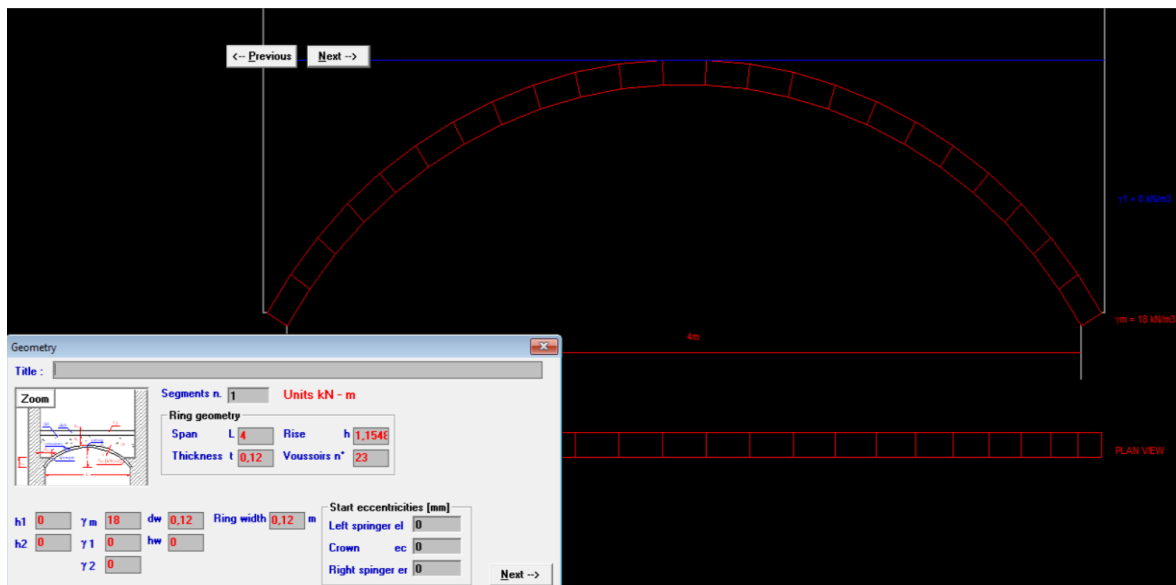 <-- Previous Next -->
γ1 = 0 kN/m3
γm = 18 kN/m3
4m
PLAN VIEW
Geometry
Title :
Zoom
Segments n. 1 Units kN - m
Ring geometry
Span L 4 Rise h 1,1548
Thickness t 0,12 Voussoirs n° 23
h1 0 γ m 18 dw 0,12 Ring width 0,12 m
h2 0 γ 1 0 hw 0
γ 2 0
Start eccentricities [mm]
Left springer el 0
Crown ec 0
Right spinger er 0
Next -->